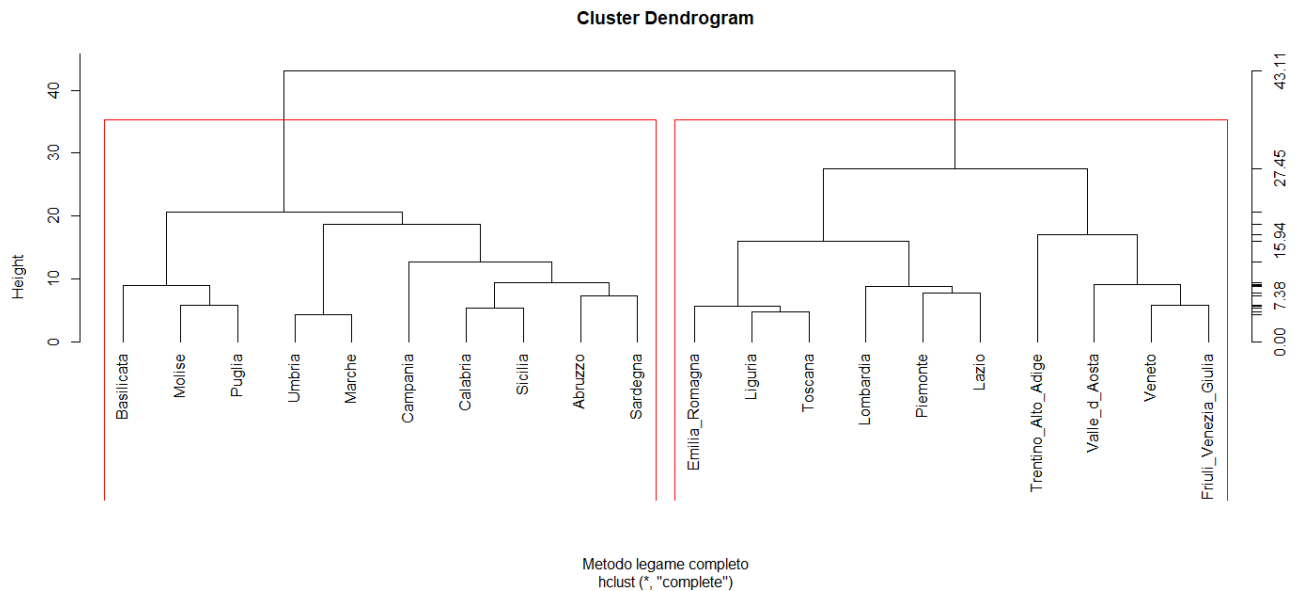 Cluster Dendrogram
Height
0
10
20
30
40
0.00
7.38
15.94
27.45
43.11
Basilicata
Molise
Puglia
Umbria
Marche
Campania
Calabria
Sicilia
Abruzzo
Sardegna
Emilia_Romagna
Liguria
Toscana
Lombardia
Piemonte
Lazio
Trentino_Alto_Adige
Valle_d_Aosta
Veneto
Friuli_Venezia_Giulia
Metodo legame completo
hclust (*, "complete")